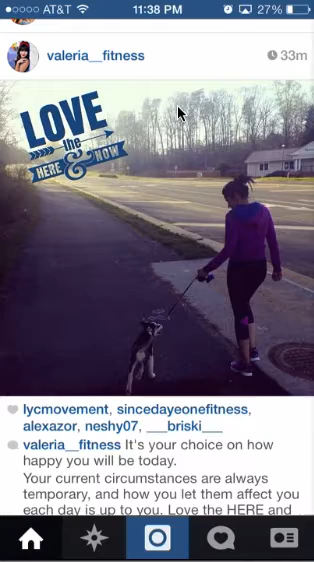 AT&T 11:38 PM 27%
valeria__fitness 33m
LOVE
the
HERE & NOW
lycmovement, sincedayeonefitness,
alexazor, neshy07, ___briski___
valeria__fitness It's your choice on how
happy you will be today.
Your current circumstances are always
temporary, and how you let them affect you
each day is up to you. Love the HERE and